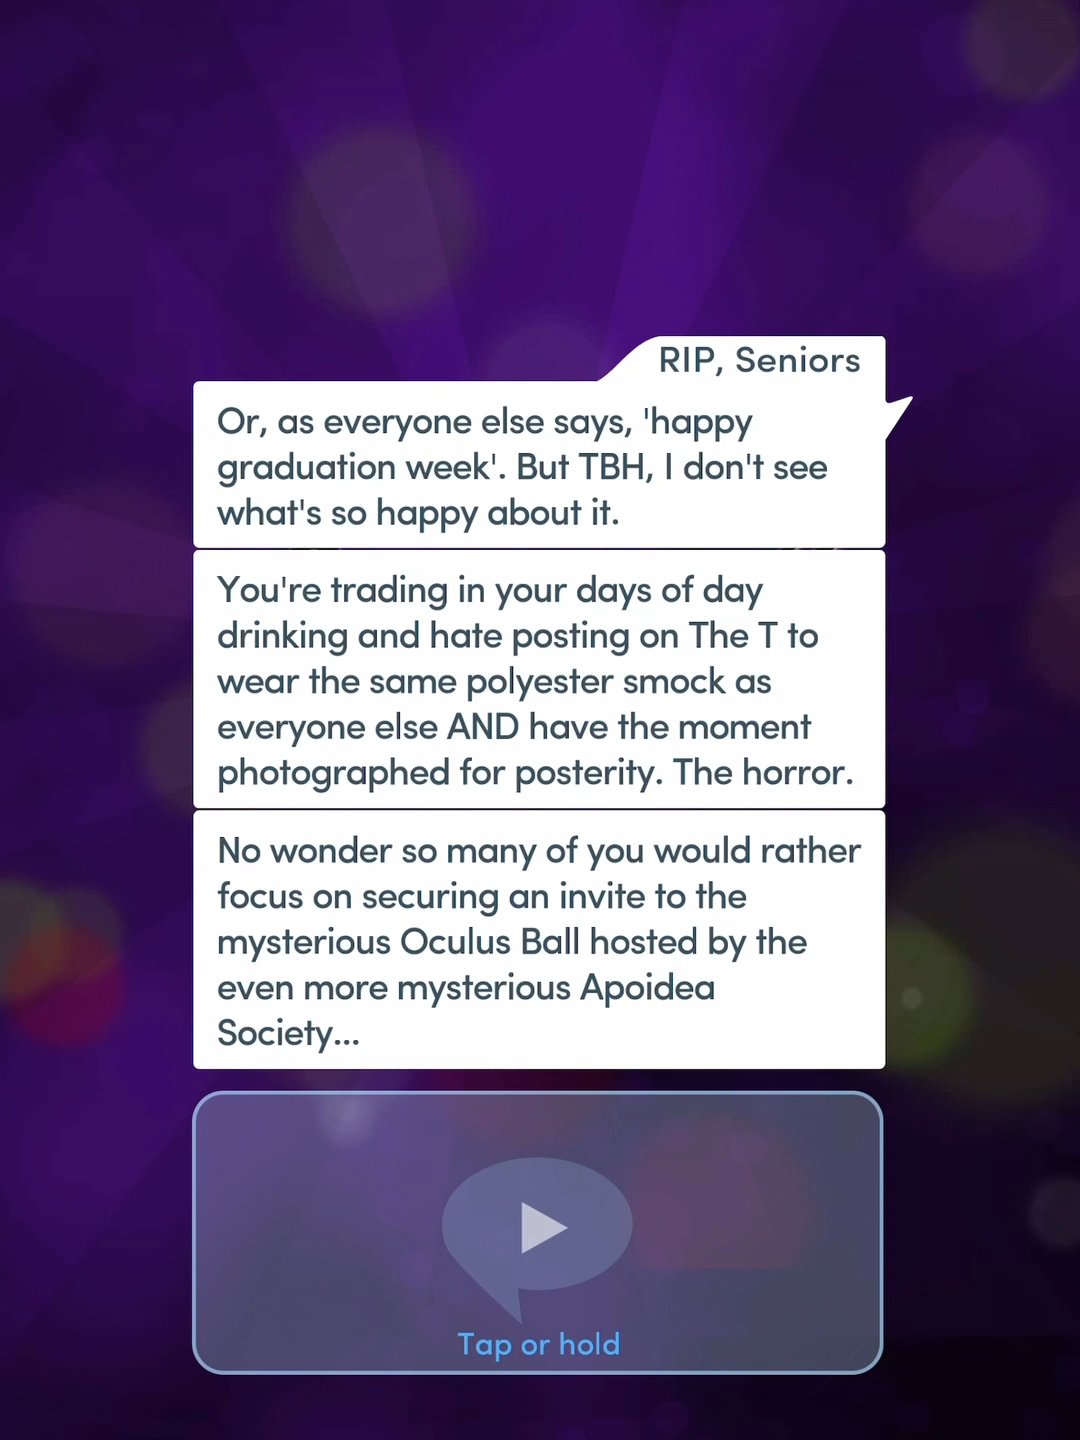 RIP, Seniors
Or, as everyone else says, 'happy
graduation week'. But TBH, I don't see
what's so happy about it.
You're trading in your days of day
drinking and hate posting on The T to
wear the same polyester smock as
everyone else AND have the moment
photographed for posterity. The horror.
No wonder so many of you would rather
focus on securing an invite to the
mysterious Oculus Ball hosted by the
even more mysterious Apoidea
Society...
Tap or hold